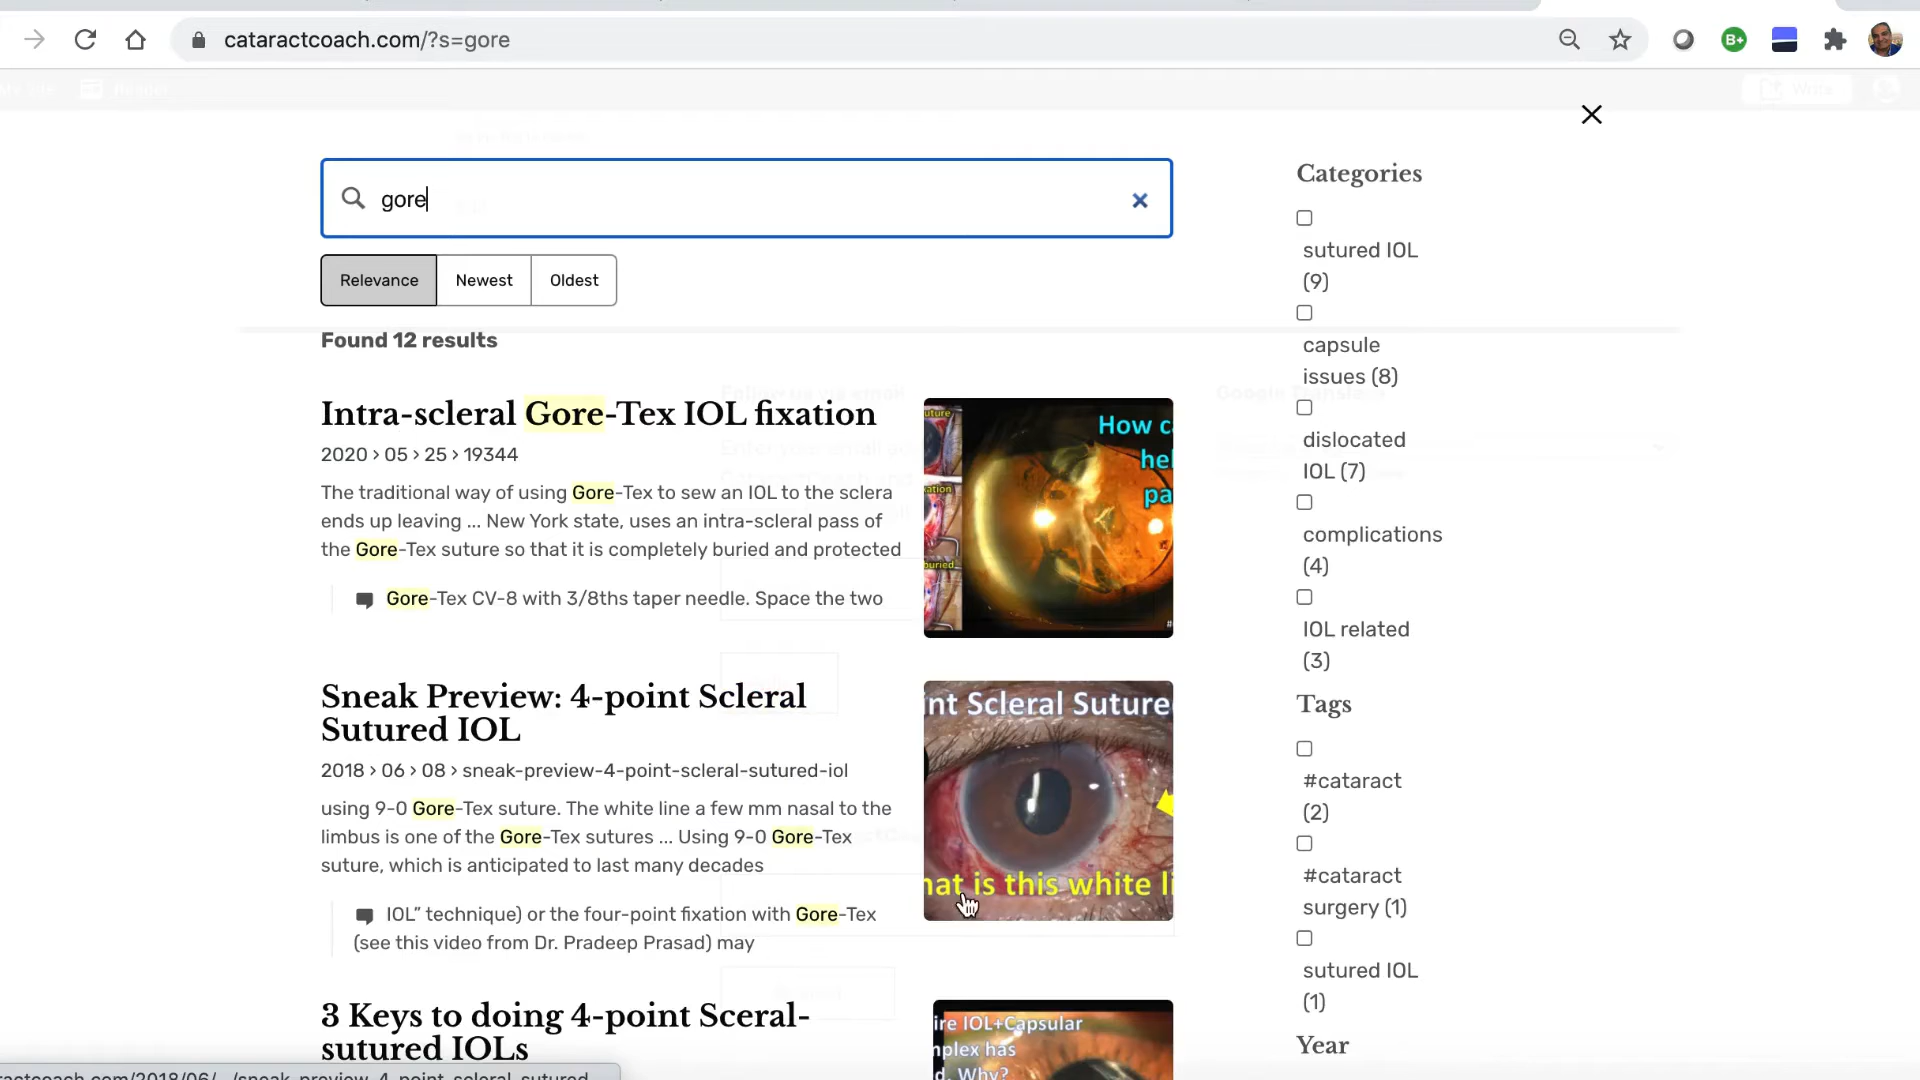 cataractcoach.com/?s=gore
B+
Reader
Write
gore
Relevance
Newest
Oldest
Found 12 results
Intra-scleral Gore-Tex IOL fixation
2020 › 05 › 25 › 19344
The traditional way of using Gore-Tex to sew an IOL to the sclera
ends up leaving ... New York state, uses an intra-scleral pass of
the Gore-Tex suture so that it is completely buried and protected
Gore-Tex CV-8 with 3/8ths taper needle. Space the two
How c
hel
pa
Sneak Preview: 4-point Scleral
Sutured IOL
2018 › 06 › 08 › sneak-preview-4-point-scleral-sutured-iol
using 9-0 Gore-Tex suture. The white line a few mm nasal to the
limbus is one of the Gore-Tex sutures ... Using 9-0 Gore-Tex
suture, which is anticipated to last many decades
IOL” technique) or the four-point fixation with Gore-Tex
(see this video from Dr. Pradeep Prasad) may
nt Scleral Suture
hat is this white li
3 Keys to doing 4-point Sceral-
sutured IOLs
ire IOL+Capsular
mplex has
d. Why?
Categories
sutured IOL
(9)
capsule
issues (8)
dislocated
IOL (7)
complications
(4)
IOL related
(3)
Tags
#cataract
(2)
#cataract
surgery (1)
sutured IOL
(1)
Year